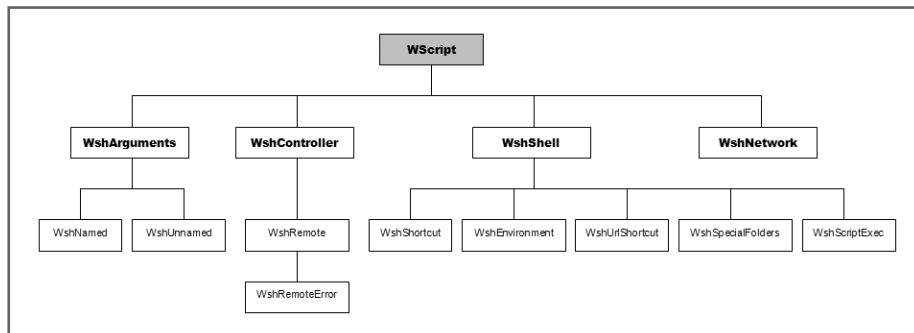 WScript
WshArguments WshController WshShell WshNetwork
WshNamed WshUnnamed WshRemote WshShortcut WshEnvironment WshUrlShortcut WshSpecialFolders WshScriptExec
WshRemoteError